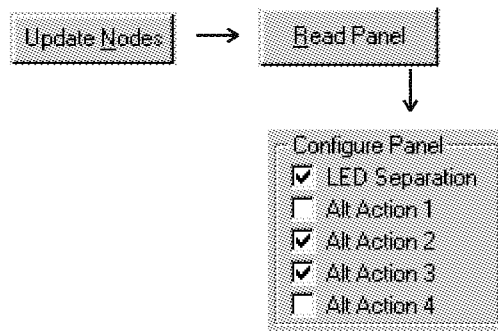 Update Nodes
Read Panel
Configure Panel
LED Separation
Alt Action 1
Alt Action 2
Alt Action 3
Alt Action 4